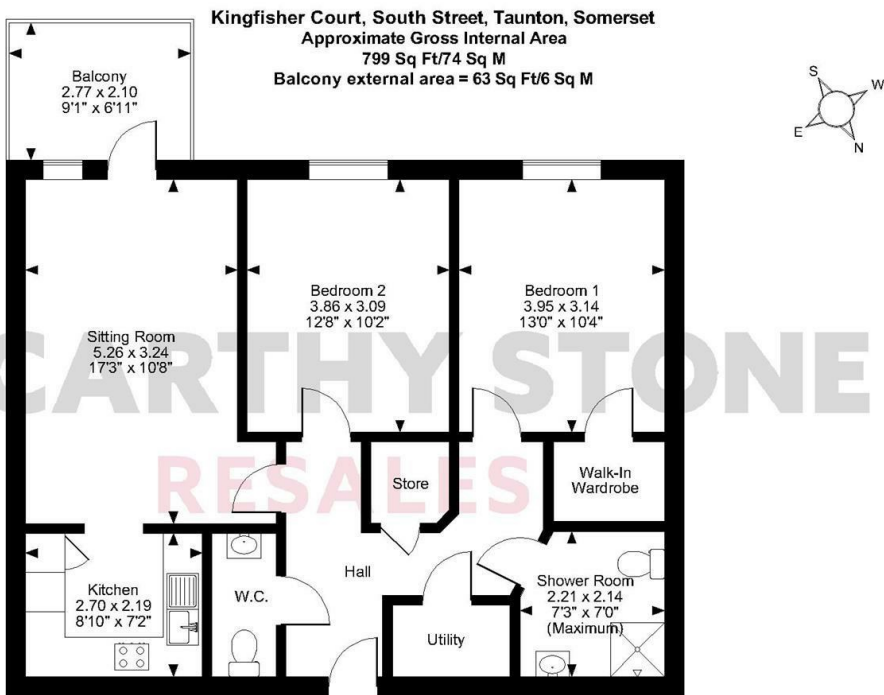 Kingfisher Court, South Street, Taunton, Somerset
Approximate Gross Internal Area
799 Sq Ft/74 Sq M
Balcony external area = 63 Sq Ft/6 Sq M
S
W
E
N
Balcony
2.77 x 2.10
9'1" x 6'11"
Bedroom 2
3.86 x 3.09
12'8" x 10'2"
Bedroom 1
3.95 x 3.14
13'0" x 10'4"
Sitting Room
5.26 x 3.24
17'3" x 10'8"
CARTHY STONE
RESALES
Store
Walk-In
Wardrobe
Kitchen
2.70 x 2.19
8'10" x 7'2"
W.C.
Hall
Utility
Shower Room
2.21 x 2.14
7'3" x 7'0"
(Maximum)